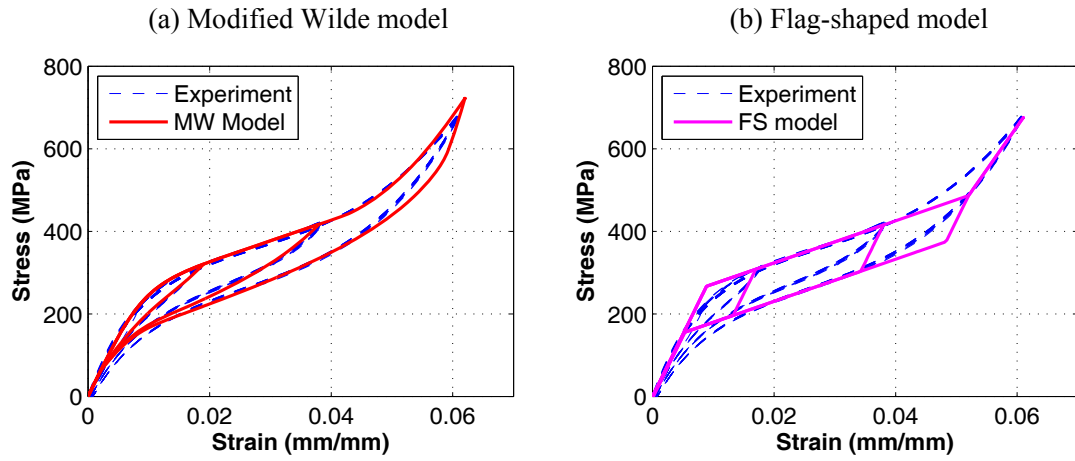 (a) Modified Wilde model
(b) Flag-shaped model
800
600
400
200
0
Stress (MPa)
Experiment
MW Model
0
0.02
0.04
0.06
Strain (mm/mm)
800
600
400
200
0
Stress (MPa)
Experiment
FS model
0
0.02
0.04
0.06
Strain (mm/mm)